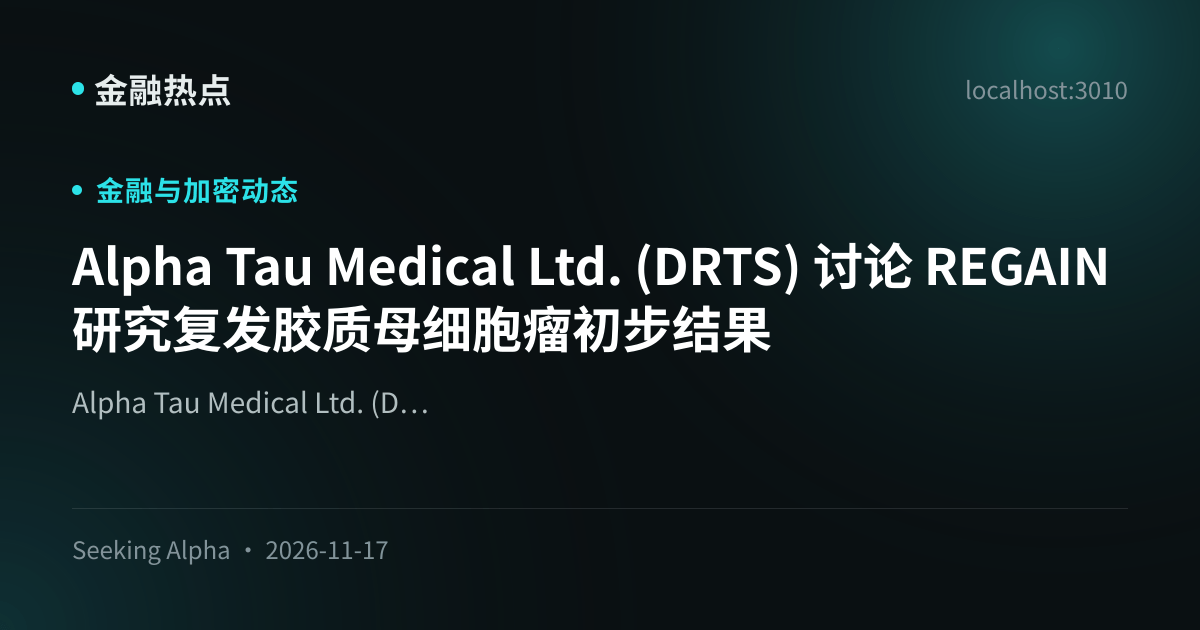 金融热点
localhost:3010
金融与加密动态
Alpha Tau Medical Ltd. (DRTS) 讨论 REGAIN
研究复发胶质母细胞瘤初步结果
Alpha Tau Medical Ltd. (D…
Seeking Alpha · 2026-11-17